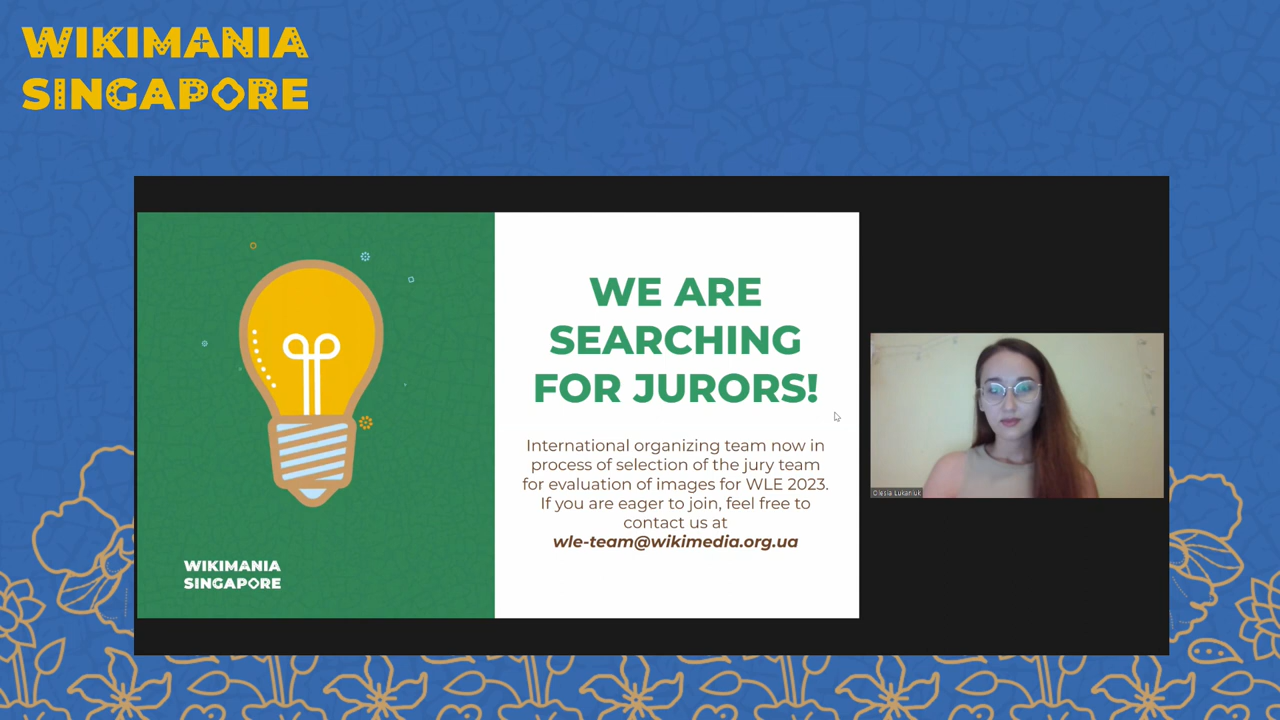 WIKIMANIA
SINGAPORE
WE ARE
SEARCHING
FOR JURORS!
International organizing team now in
process of selection of the jury team
for evaluation of images for WLE 2023.
If you are eager to join, feel free to
contact us at
wle-team@wikimedia.org.ua
WIKIMANIA
SINGAPORE
Olesia Lukaniuk